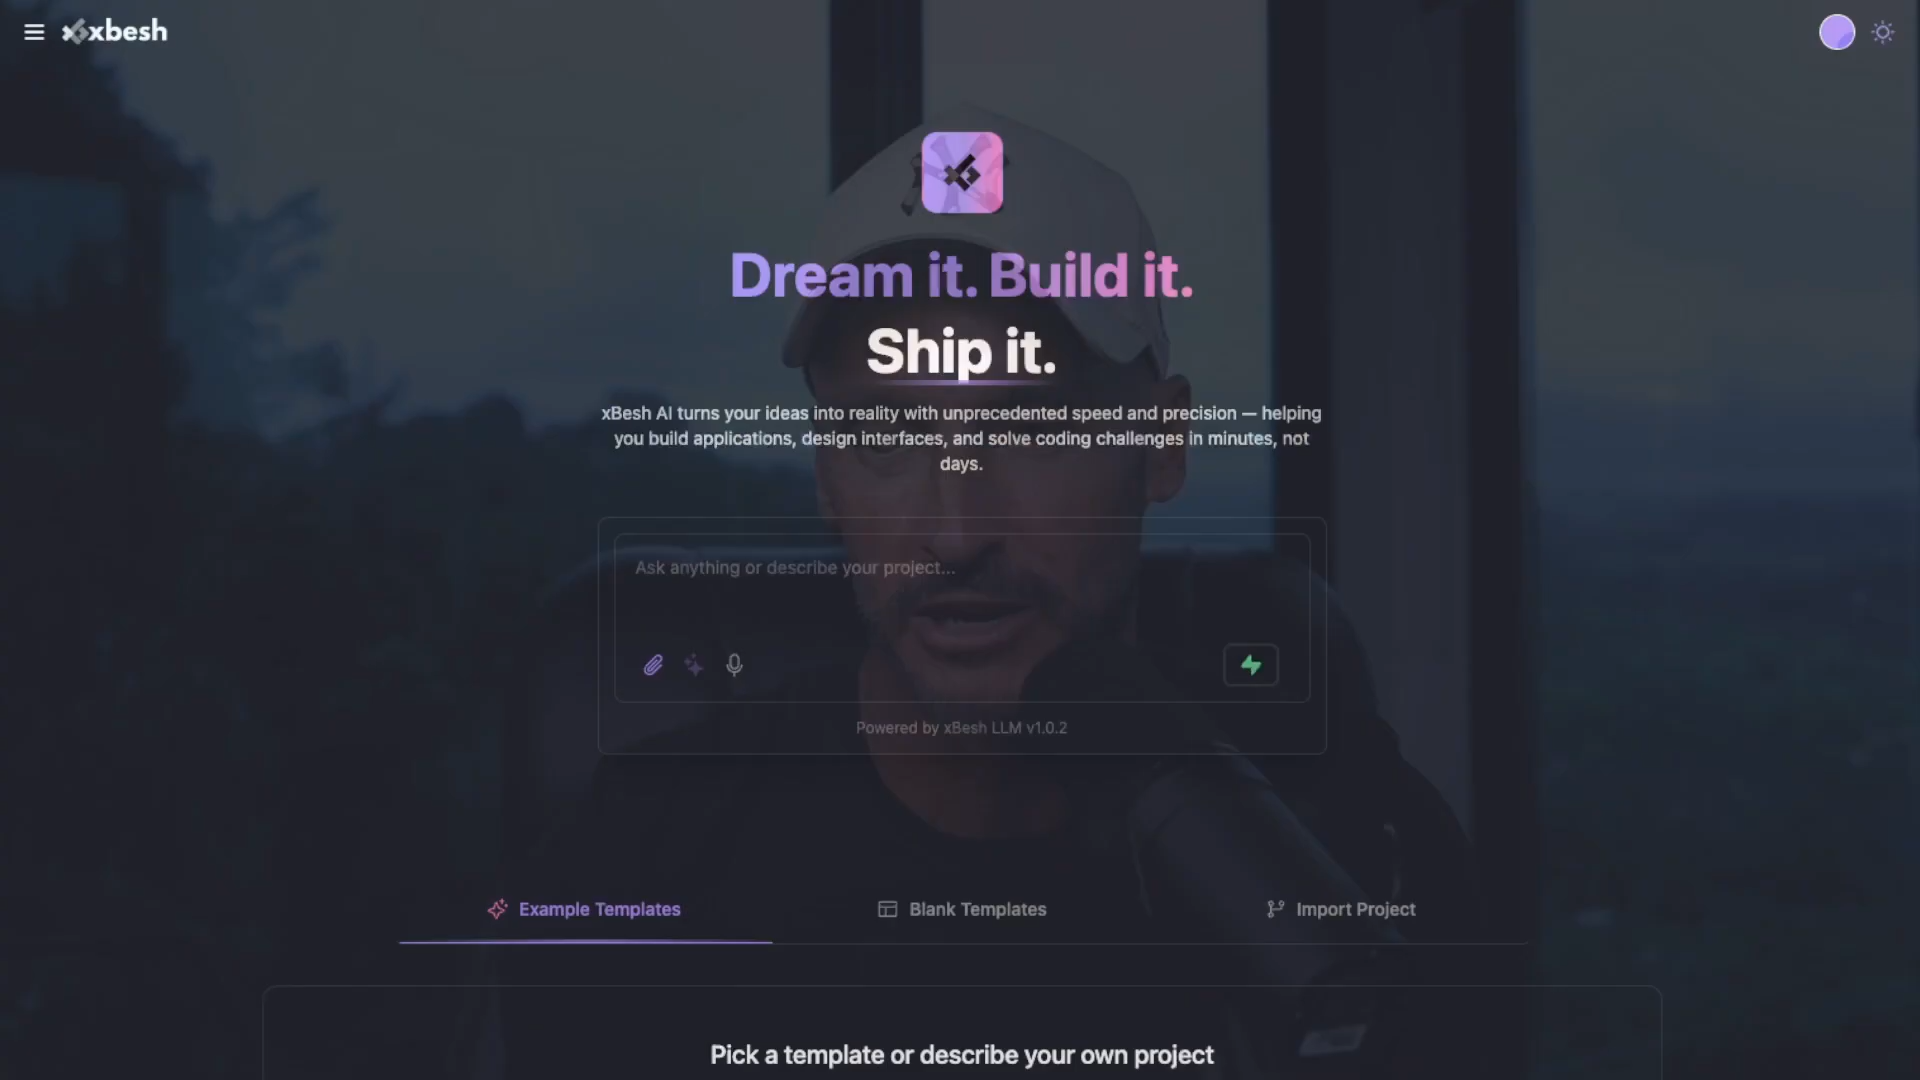 xbesh
Dream it. Build it.
Ship it.
xBesh AI turns your ideas into reality with unprecedented speed and precision — helping
you build applications, design interfaces, and solve coding challenges in minutes, not
days.
Ask anything or describe your project...
Powered by xBesh LLM v1.0.2
Example Templates
Blank Templates
Import Project
Pick a template or describe your own project